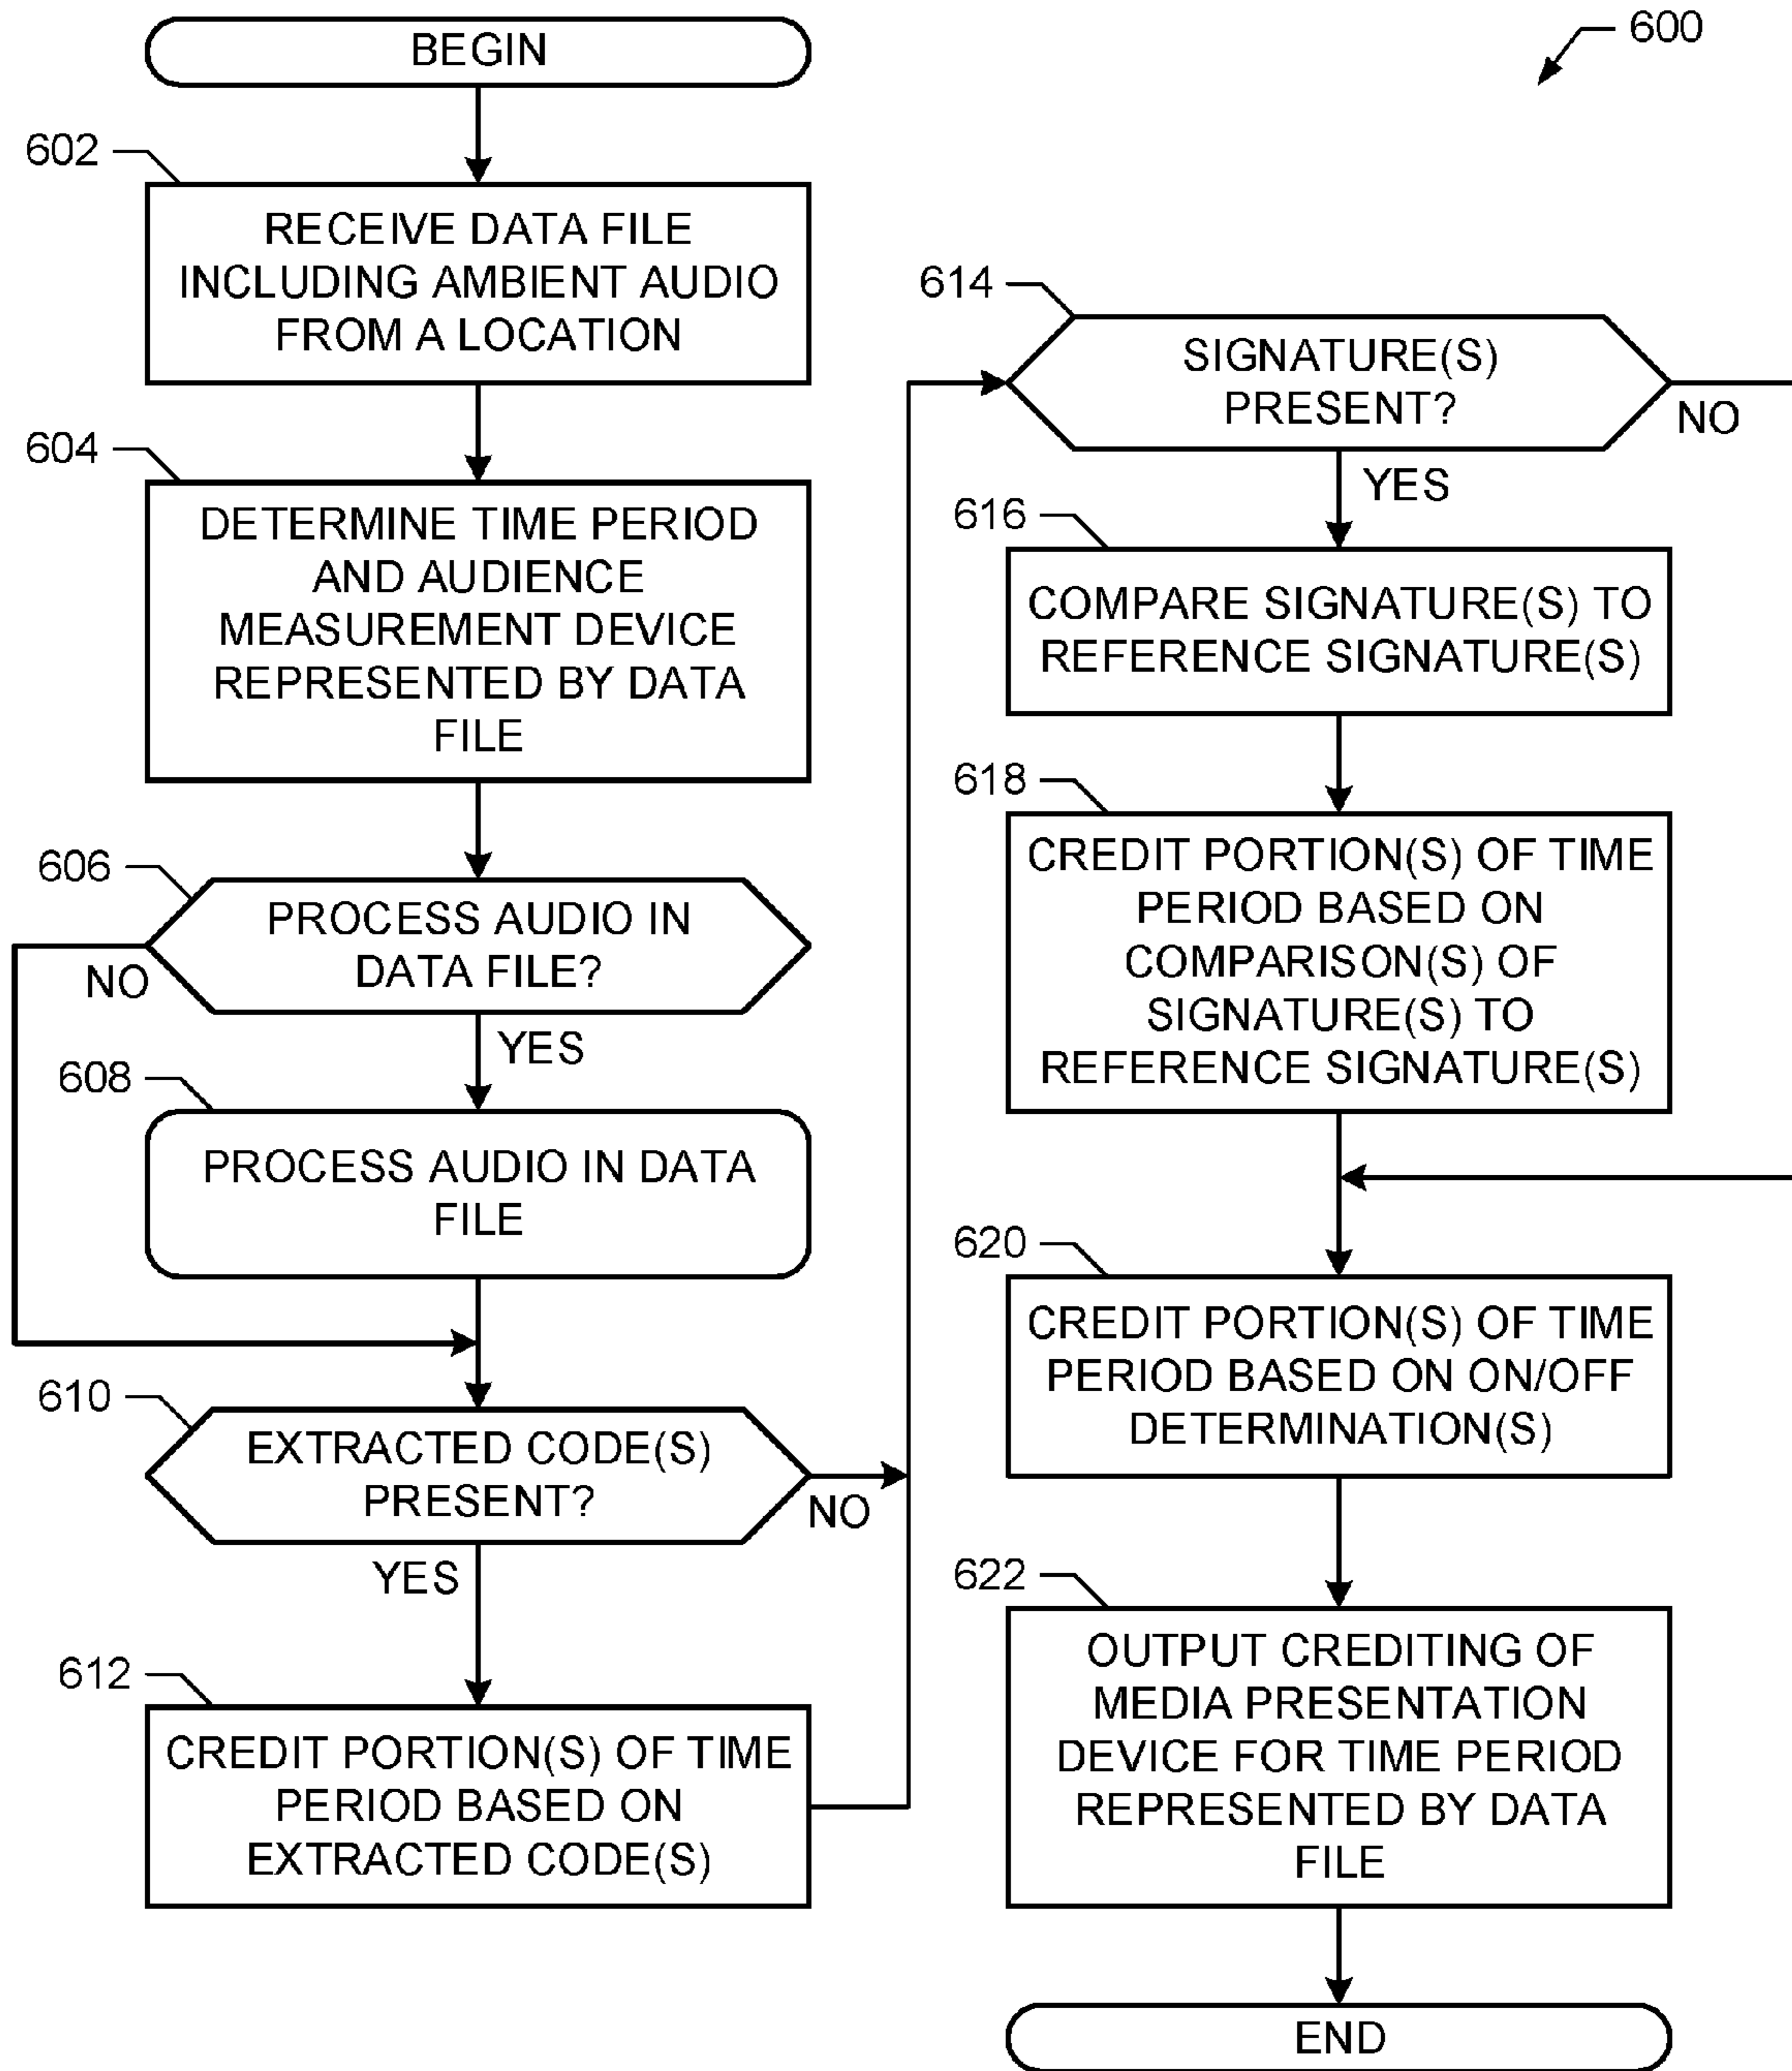 600
BEGIN
602
RECEIVE DATA FILE
INCLUDING AMBIENT AUDIO
FROM A LOCATION
604
DETERMINE TIME PERIOD
AND AUDIENCE
MEASUREMENT DEVICE
REPRESENTED BY DATA
FILE
606
PROCESS AUDIO IN
DATA FILE?
NO
YES
608
PROCESS AUDIO IN DATA
FILE
610
EXTRACTED CODE(S)
PRESENT?
NO
YES
612
CREDIT PORTION(S) OF TIME
PERIOD BASED ON
EXTRACTED CODE(S)
614
SIGNATURE(S)
PRESENT?
NO
YES
616
COMPARE SIGNATURE(S) TO
REFERENCE SIGNATURE(S)
618
CREDIT PORTION(S) OF TIME
PERIOD BASED ON
COMPARISON(S) OF
SIGNATURE(S) TO
REFERENCE SIGNATURE(S)
620
CREDIT PORTION(S) OF TIME
PERIOD BASED ON ON/OFF
DETERMINATION(S)
622
OUTPUT CREDITING OF
MEDIA PRESENTATION
DEVICE FOR TIME PERIOD
REPRESENTED BY DATA
FILE
END